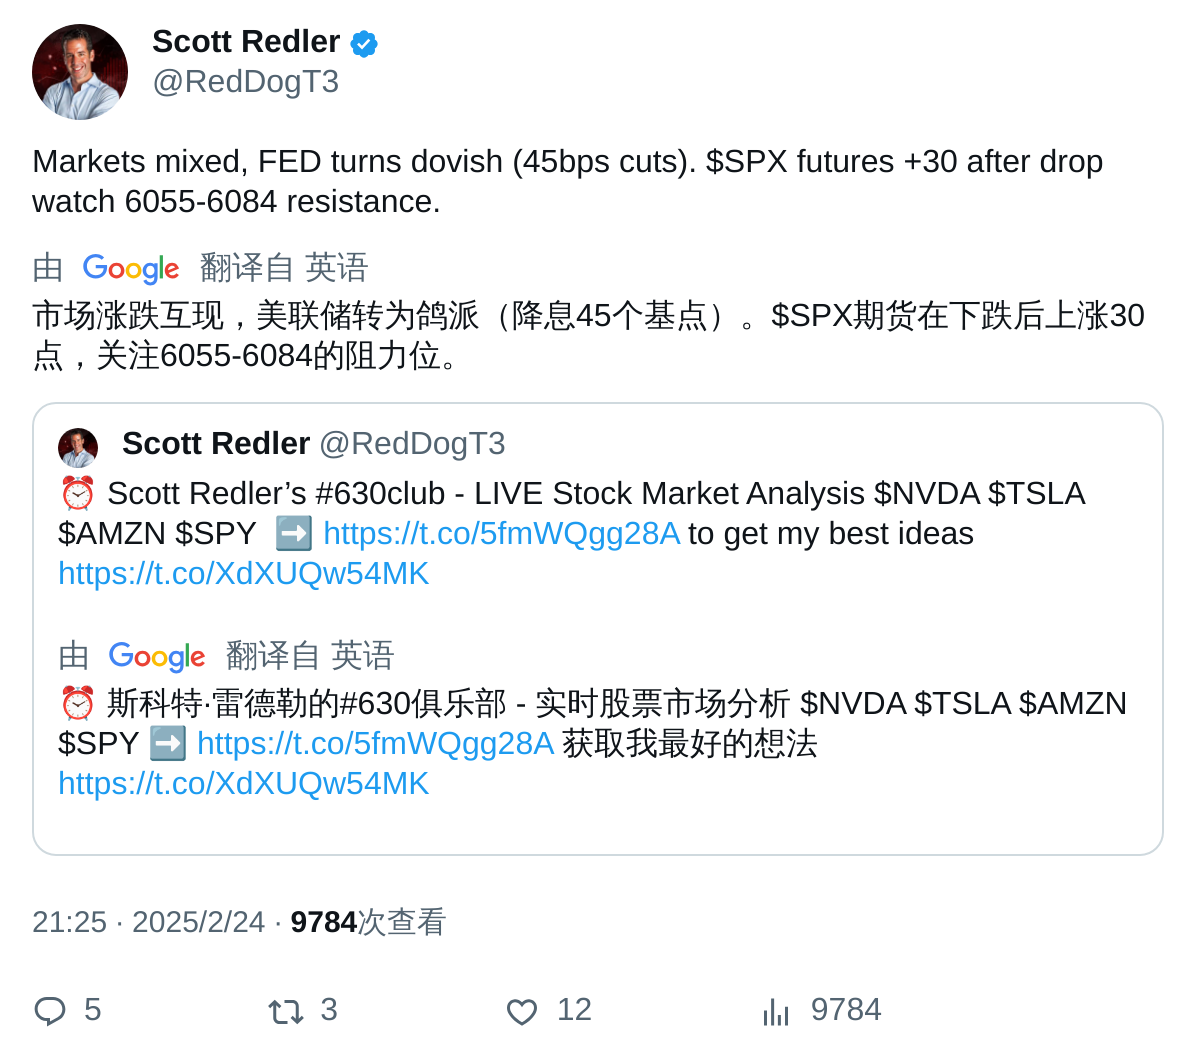 Scott Redler
@RedDogT3
Markets mixed, FED turns dovish (45bps cuts). $SPX futures +30 after drop
watch 6055-6084 resistance.
由 Google 翻译自 英语
市场涨跌互现，美联储转为鸽派（降息45个基点）。$SPX期货在下跌后上涨30
点，关注6055-6084的阻力位。
Scott Redler @RedDogT3
⏰ Scott Redler’s #630club - LIVE Stock Market Analysis $NVDA $TSLA
$AMZN $SPY ➡️ https://t.co/5fmWQgg28A to get my best ideas
https://t.co/XdXUQw54MK
由 Google 翻译自 英语
⏰ 斯科特·雷德勒的#630俱乐部 - 实时股票市场分析 $NVDA $TSLA $AMZN
$SPY ➡️ https://t.co/5fmWQgg28A 获取我最好的想法
https://t.co/XdXUQw54MK
21:25 · 2025/2/24 · 9784次查看
5 3 12 9784